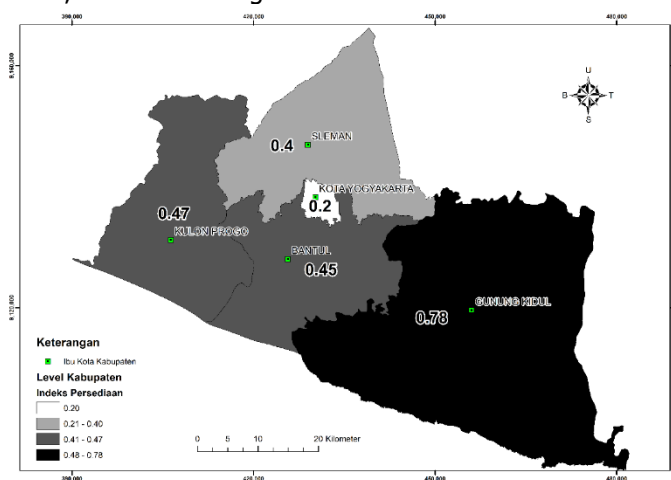 390,000 420,000 450,000 480,000
9,150,000
9,120,000
U
B T
S
0.4
SLEMAN
KOTA YOGYAKARTA
0.2
0.47
KULON PROGO
BANTUL
0.45
0.78
GUNUNG KIDUL
Keterangan
Ibu Kota Kabupaten
Level Kabupaten
Indeks Persediaan
0.20
0.21 - 0.40
0.41 - 0.47
0.48 - 0.78
0 5 10 20 Kilometer
390,000 420,000 450,000 480,000